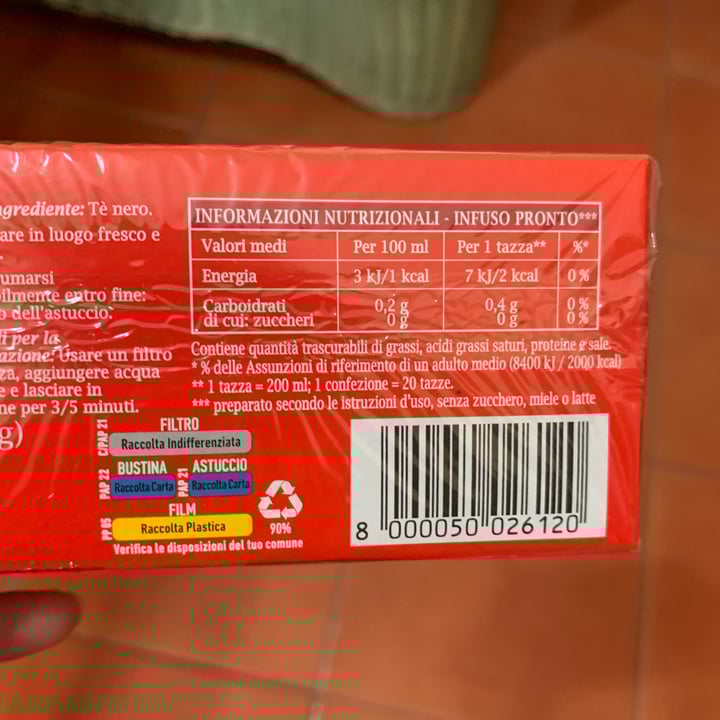 ngrediente: Tè nero.
are in luogo fresco e
umarsi
ilmente entro fine:
o dell'astuccio.
i per la
azione: Usare un filtro
za, aggiungere acqua
e e lasciare in
ne per 3/5 minuti.
g)
INFORMAZIONI NUTRIZIONALI - INFUSO PRONTO***
Valori medi Per 100 ml Per 1 tazza** %*
Energia 3 kJ/1 kcal 7 kJ/2 kcal 0 %
Carboidrati 0,2 g 0,4 g 0 %
di cui: zuccheri 0 g 0 g 0 %
Contiene quantità trascurabili di grassi, acidi grassi saturi, proteine e sale.
* % delle Assunzioni di riferimento di un adulto medio (8400 kJ / 2000 kcal)
** 1 tazza = 200 ml; 1 confezione = 20 tazze.
*** preparato secondo le istruzioni d'uso, senza zucchero, miele o latte
FILTRO
C/PAP 21
Raccolta Indifferenziata
BUSTINA ASTUCCIO
PAP 22 Raccolta Carta PAP 21 Raccolta Carta
FILM
PP 05 Raccolta Plastica
90%
Verifica le disposizioni del tuo comune
8 000050 026120